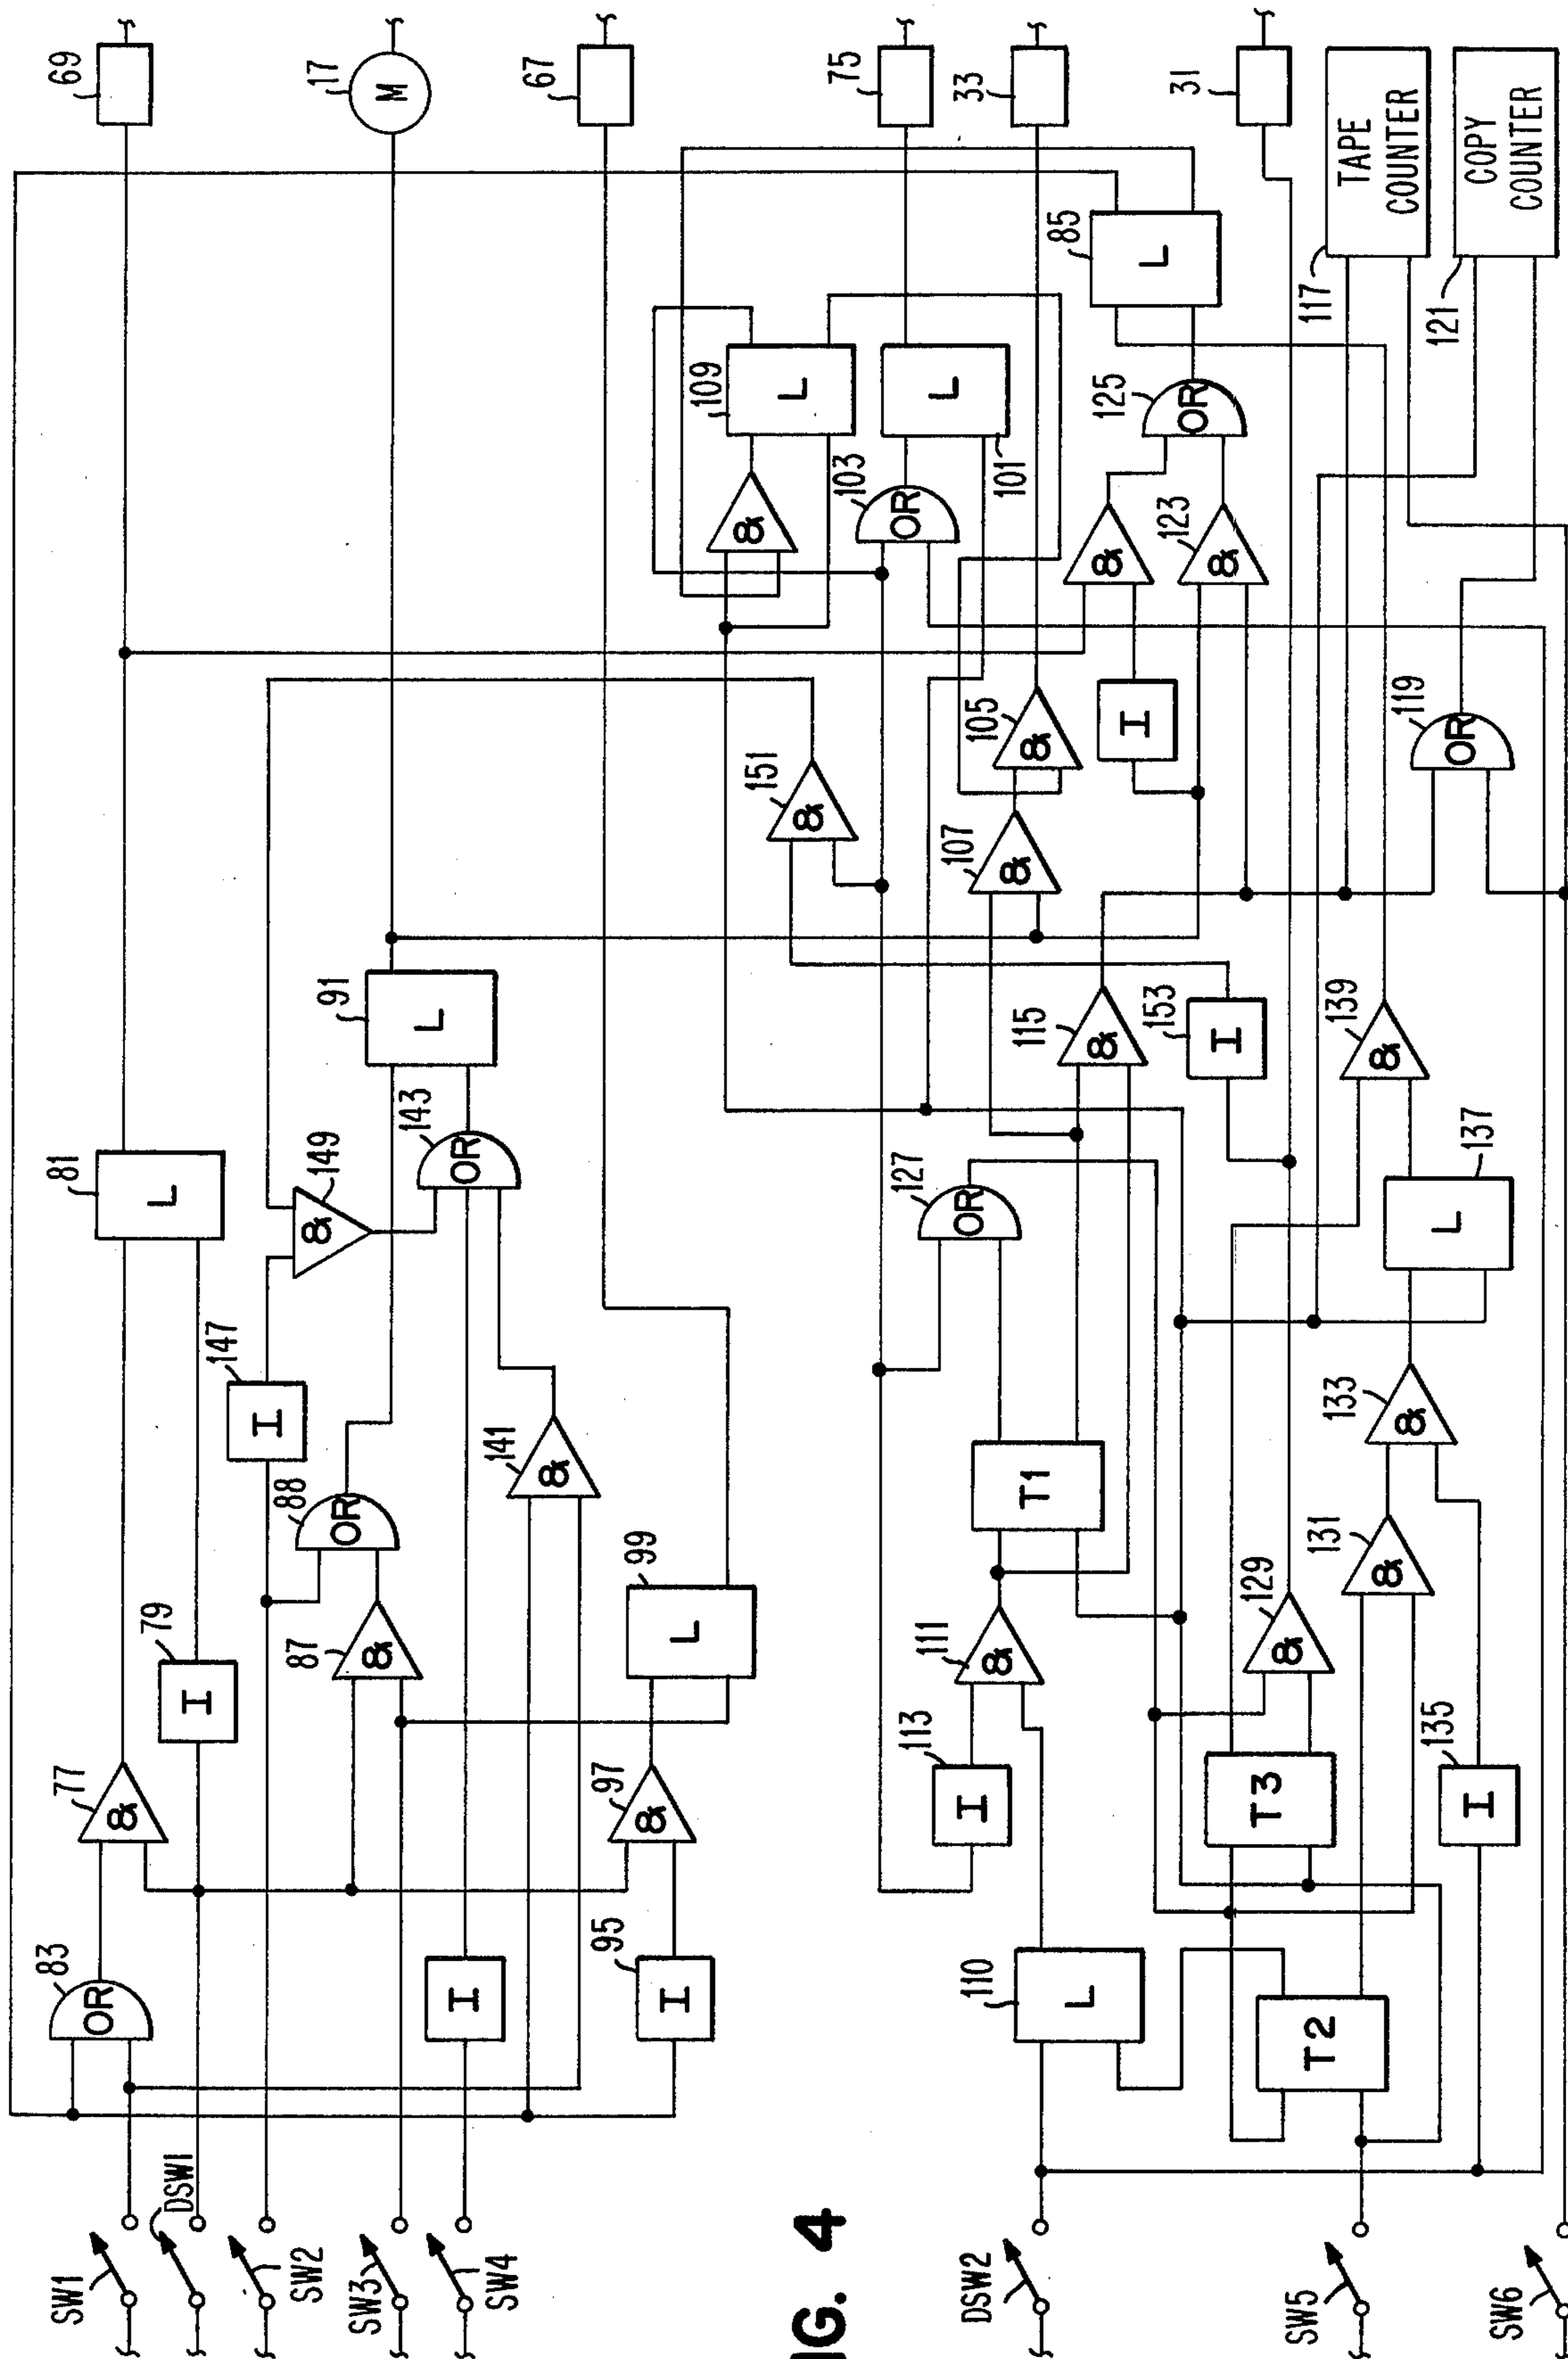 69
17
M
67
75
33
31
TAPE COUNTER
117
COPY COUNTER
121
85
L
109
L
&
103
OR
L
101
125
OR
&
123
&
I
105
&
107
&
151
&
119
OR
91
L
143
OR
149
&
147
I
81
L
115
&
153
I
139
&
137
L
127
OR
133
&
88
OR
141
&
T1
99
L
79
I
87
&
111
&
129
&
131
&
77
&
97
&
113
I
T3
135
I
83
OR
I
95
I
110
L
T2
SW1
DSW1
SW2
SW3
SW4
IG. 4
DSW2
SW5
SW6